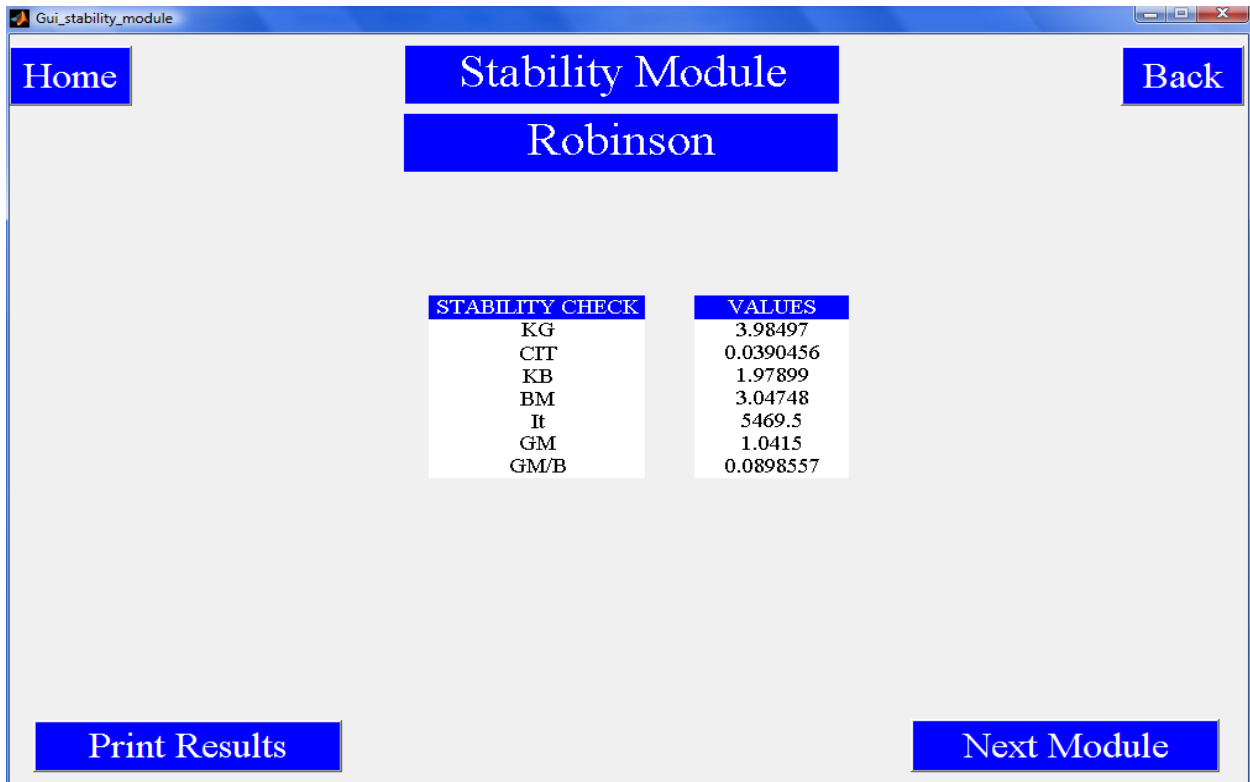 Gui_stability_module
Home
Stability Module
Back
Robinson
STABILITY CHECK VALUES
KG 3.98497
CIT 0.0390456
KB 1.97899
BM 3.04748
It 5469.5
GM 1.0415
GM/B 0.0898557
Print Results
Next Module